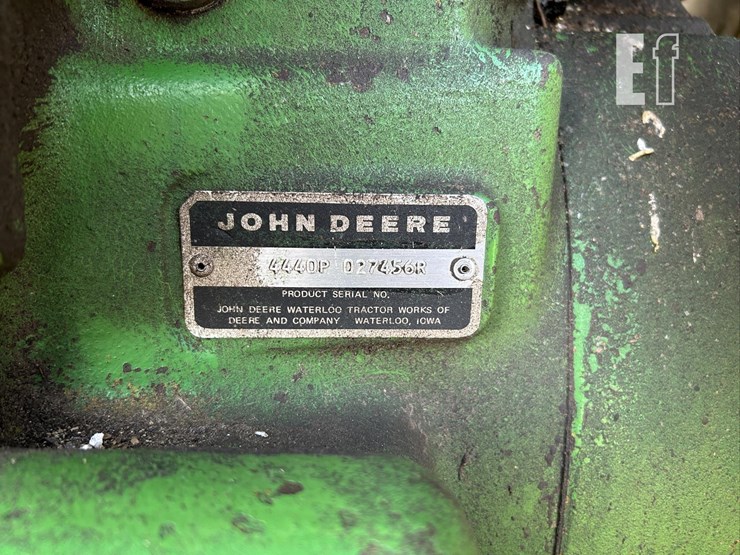 Ef
JOHN DEERE
4440P 027456R
PRODUCT SERIAL NO.
JOHN DEERE WATERLOO TRACTOR WORKS OF
DEERE AND COMPANY WATERLOO, IOWA